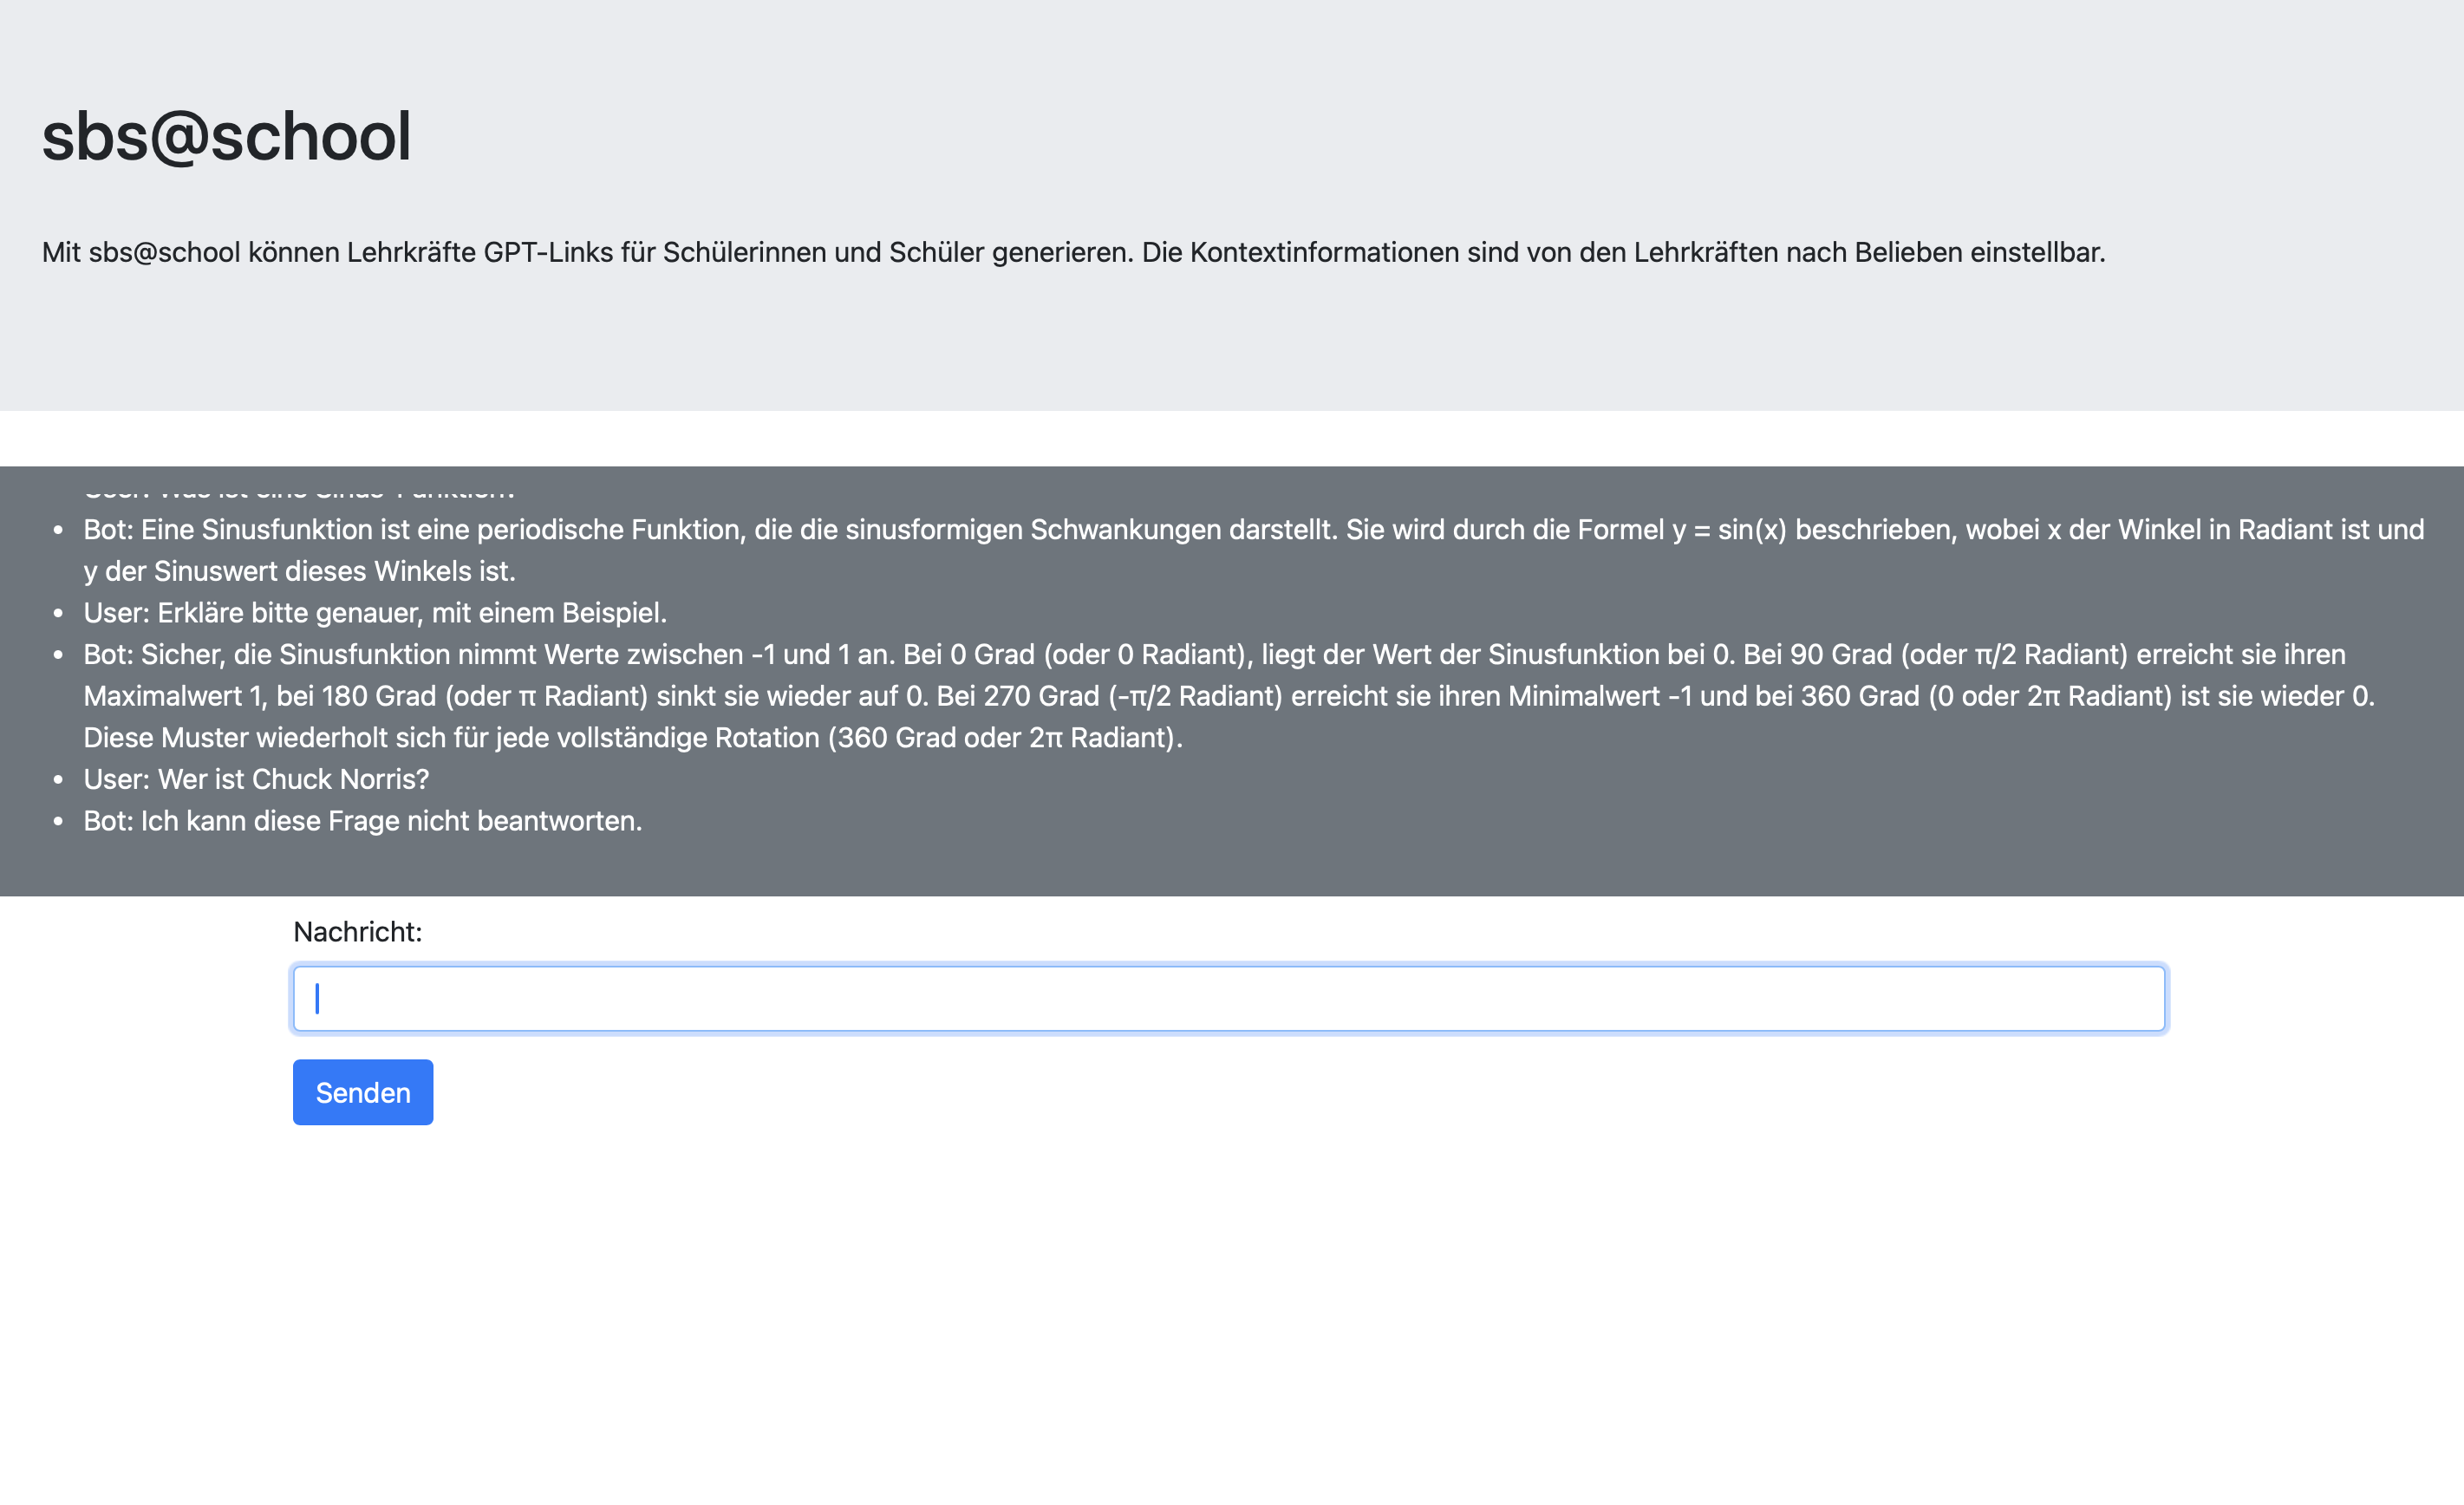 sbs@school
Mit sbs@school können Lehrkräfte GPT-Links für Schülerinnen und Schüler generieren. Die Kontextinformationen sind von den Lehrkräften nach Belieben einstellbar.
User: Was ist eine Sinus-Funktion?
• Bot: Eine Sinusfunktion ist eine periodische Funktion, die die sinusformigen Schwankungen darstellt. Sie wird durch die Formel y = sin(x) beschrieben, wobei x der Winkel in Radiant ist und
y der Sinuswert dieses Winkels ist.
• User: Erkläre bitte genauer, mit einem Beispiel.
• Bot: Sicher, die Sinusfunktion nimmt Werte zwischen -1 und 1 an. Bei 0 Grad (oder 0 Radiant), liegt der Wert der Sinusfunktion bei 0. Bei 90 Grad (oder π/2 Radiant) erreicht sie ihren
Maximalwert 1, bei 180 Grad (oder π Radiant) sinkt sie wieder auf 0. Bei 270 Grad (-π/2 Radiant) erreicht sie ihren Minimalwert -1 und bei 360 Grad (0 oder 2π Radiant) ist sie wieder 0.
Diese Muster wiederholt sich für jede vollständige Rotation (360 Grad oder 2π Radiant).
• User: Wer ist Chuck Norris?
• Bot: Ich kann diese Frage nicht beantworten.
Nachricht:
Senden